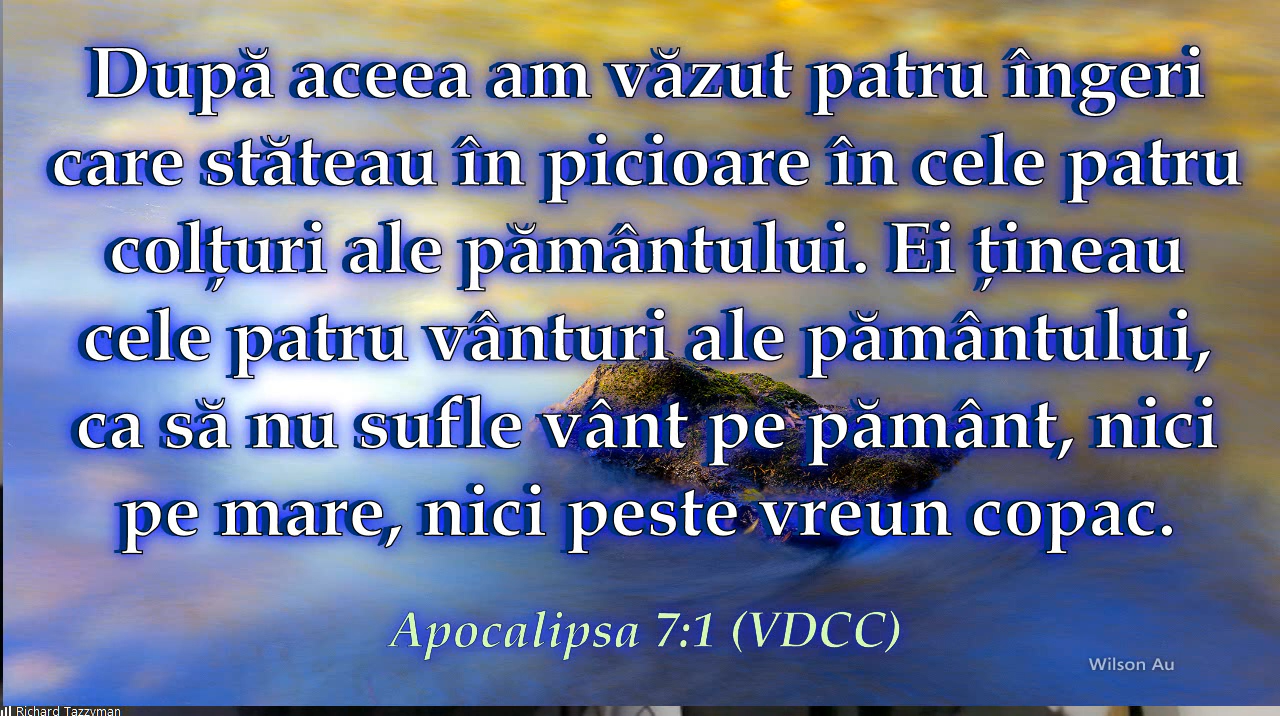 După aceea am văzut patru îngeri
care stăteau în picioare în cele patru
colțuri ale pământului. Ei țineau
cele patru vânturi ale pământului,
ca să nu sufle vânt pe pământ, nici
pe mare, nici peste vreun copac.
Apocalipsa 7:1 (VDCC)
Wilson Au
Richard Tazzyman